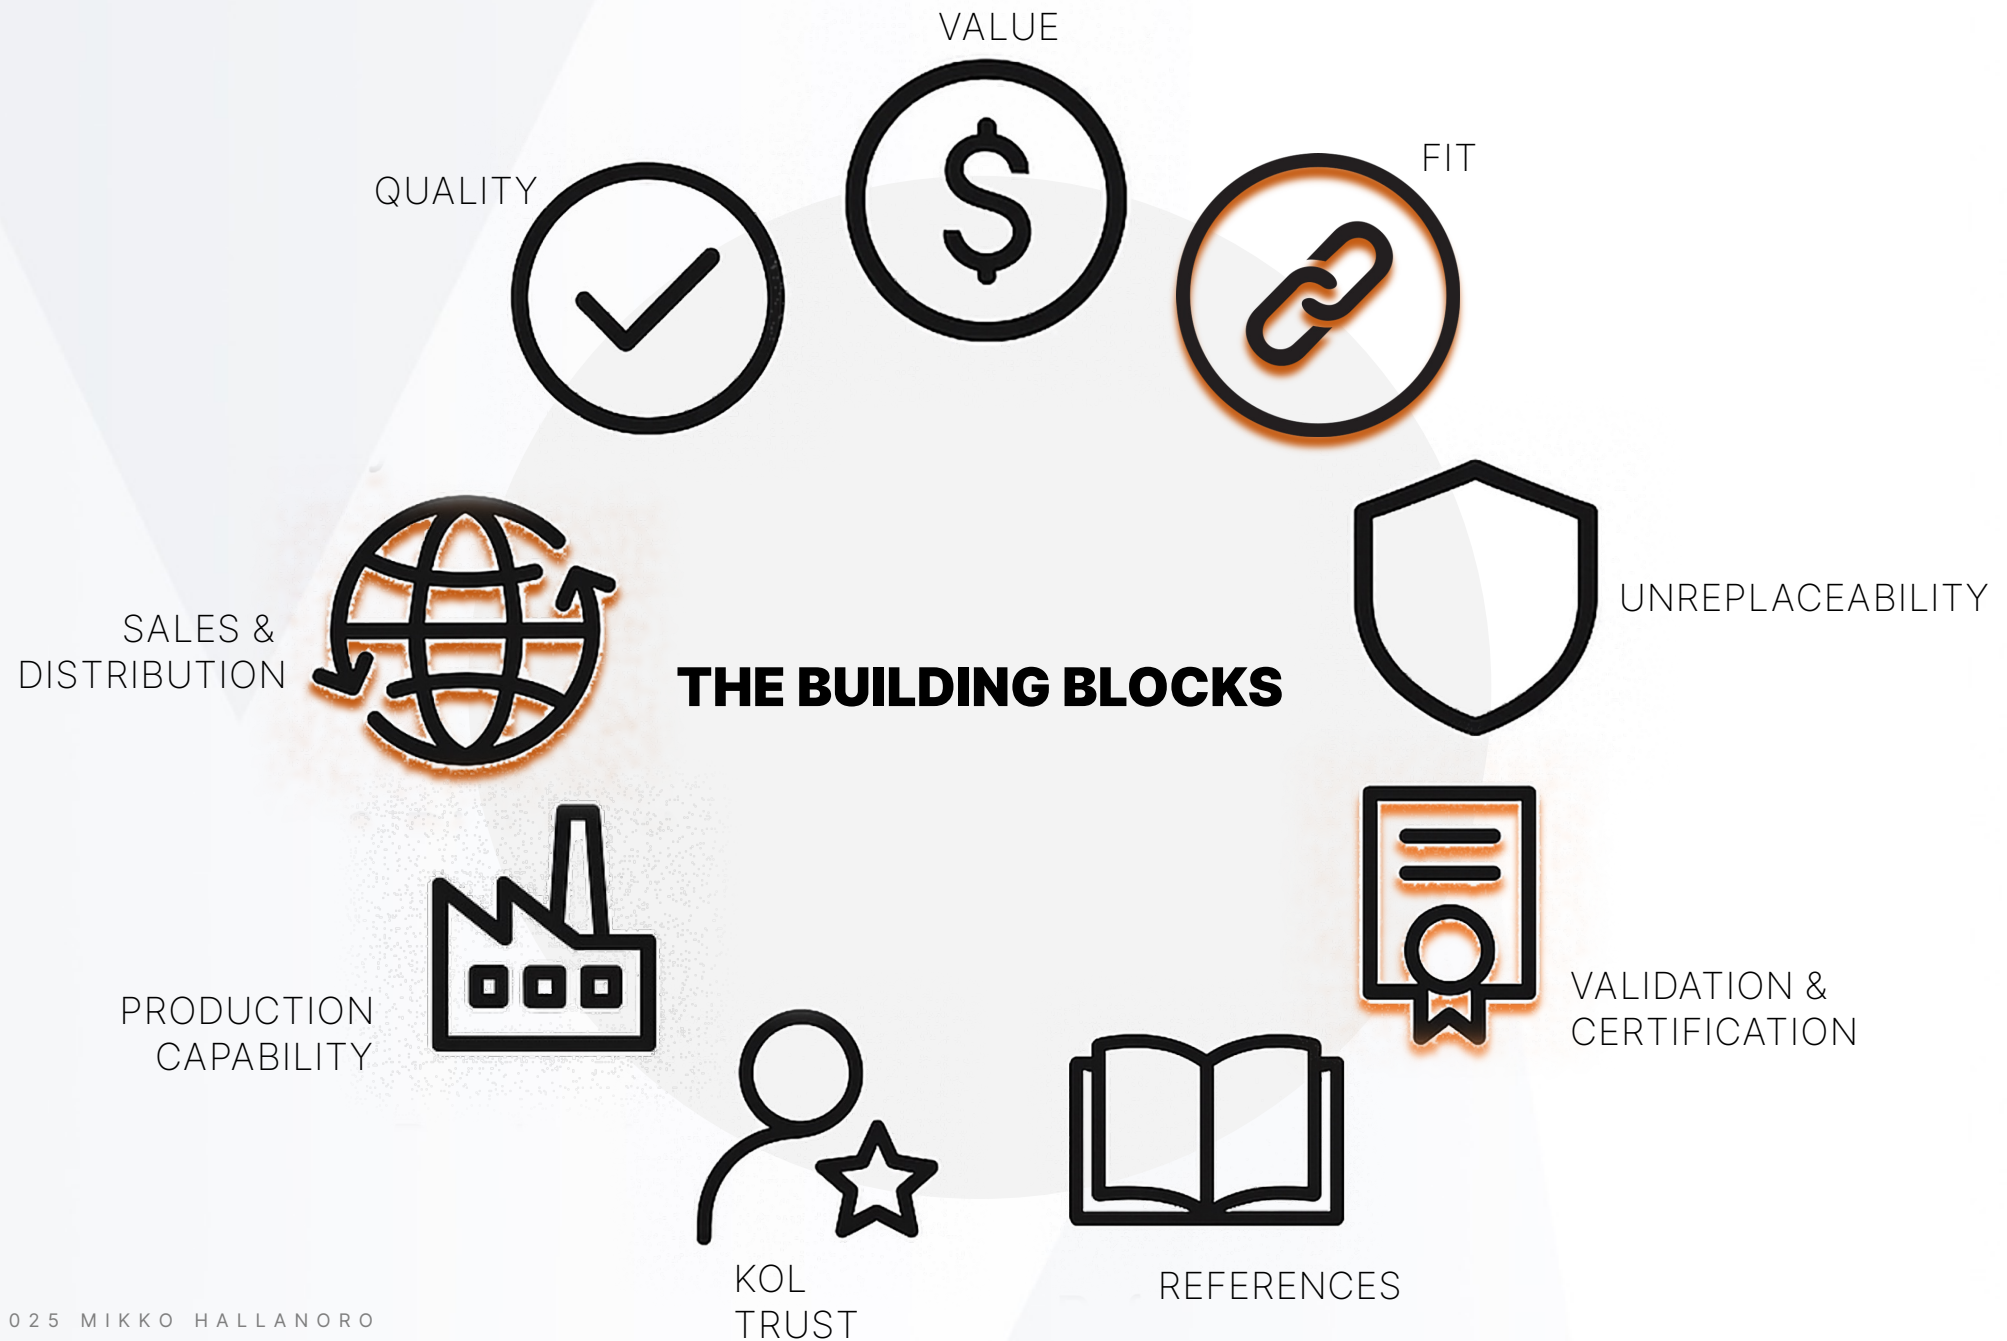 VALUE
FIT
QUALITY
UNREPLACEABILITY
SALES &
DISTRIBUTION
THE BUILDING BLOCKS
VALIDATION &
CERTIFICATION
PRODUCTION
CAPABILITY
KOL
TRUST
REFERENCES
025 MIKKO HALLANORO